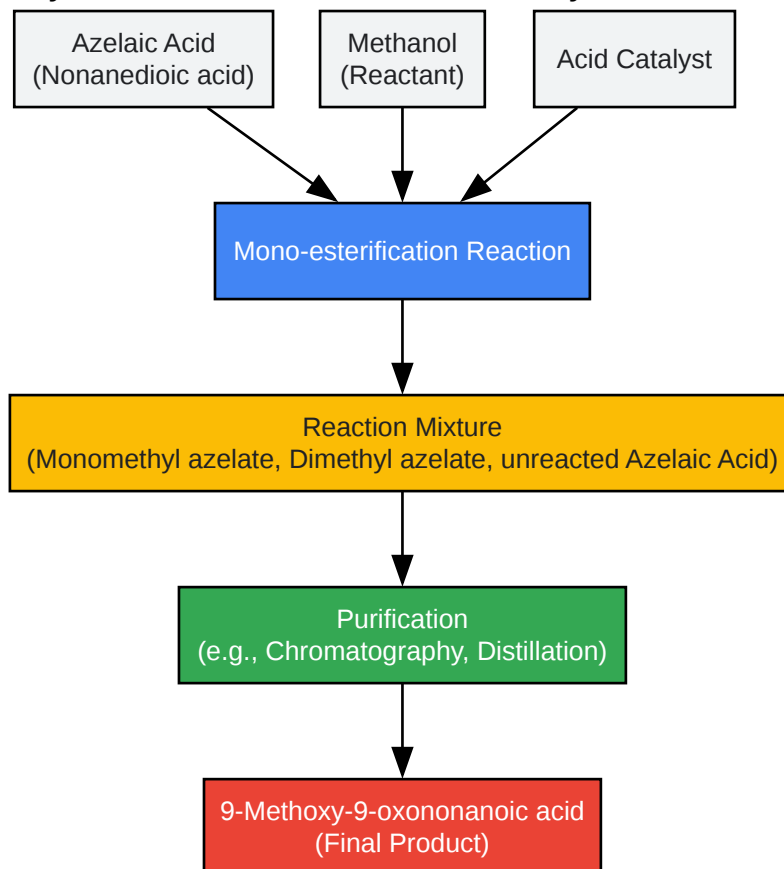 Azelaic Acid
(Nonanedioic acid)
Methanol
(Reactant)
Acid Catalyst
Mono-esterification Reaction
Reaction Mixture
(Monomethyl azelate, Dimethyl azelate, unreacted Azelaic Acid)
Purification
(e.g., Chromatography, Distillation)
9-Methoxy-9-oxononanoic acid
(Final Product)